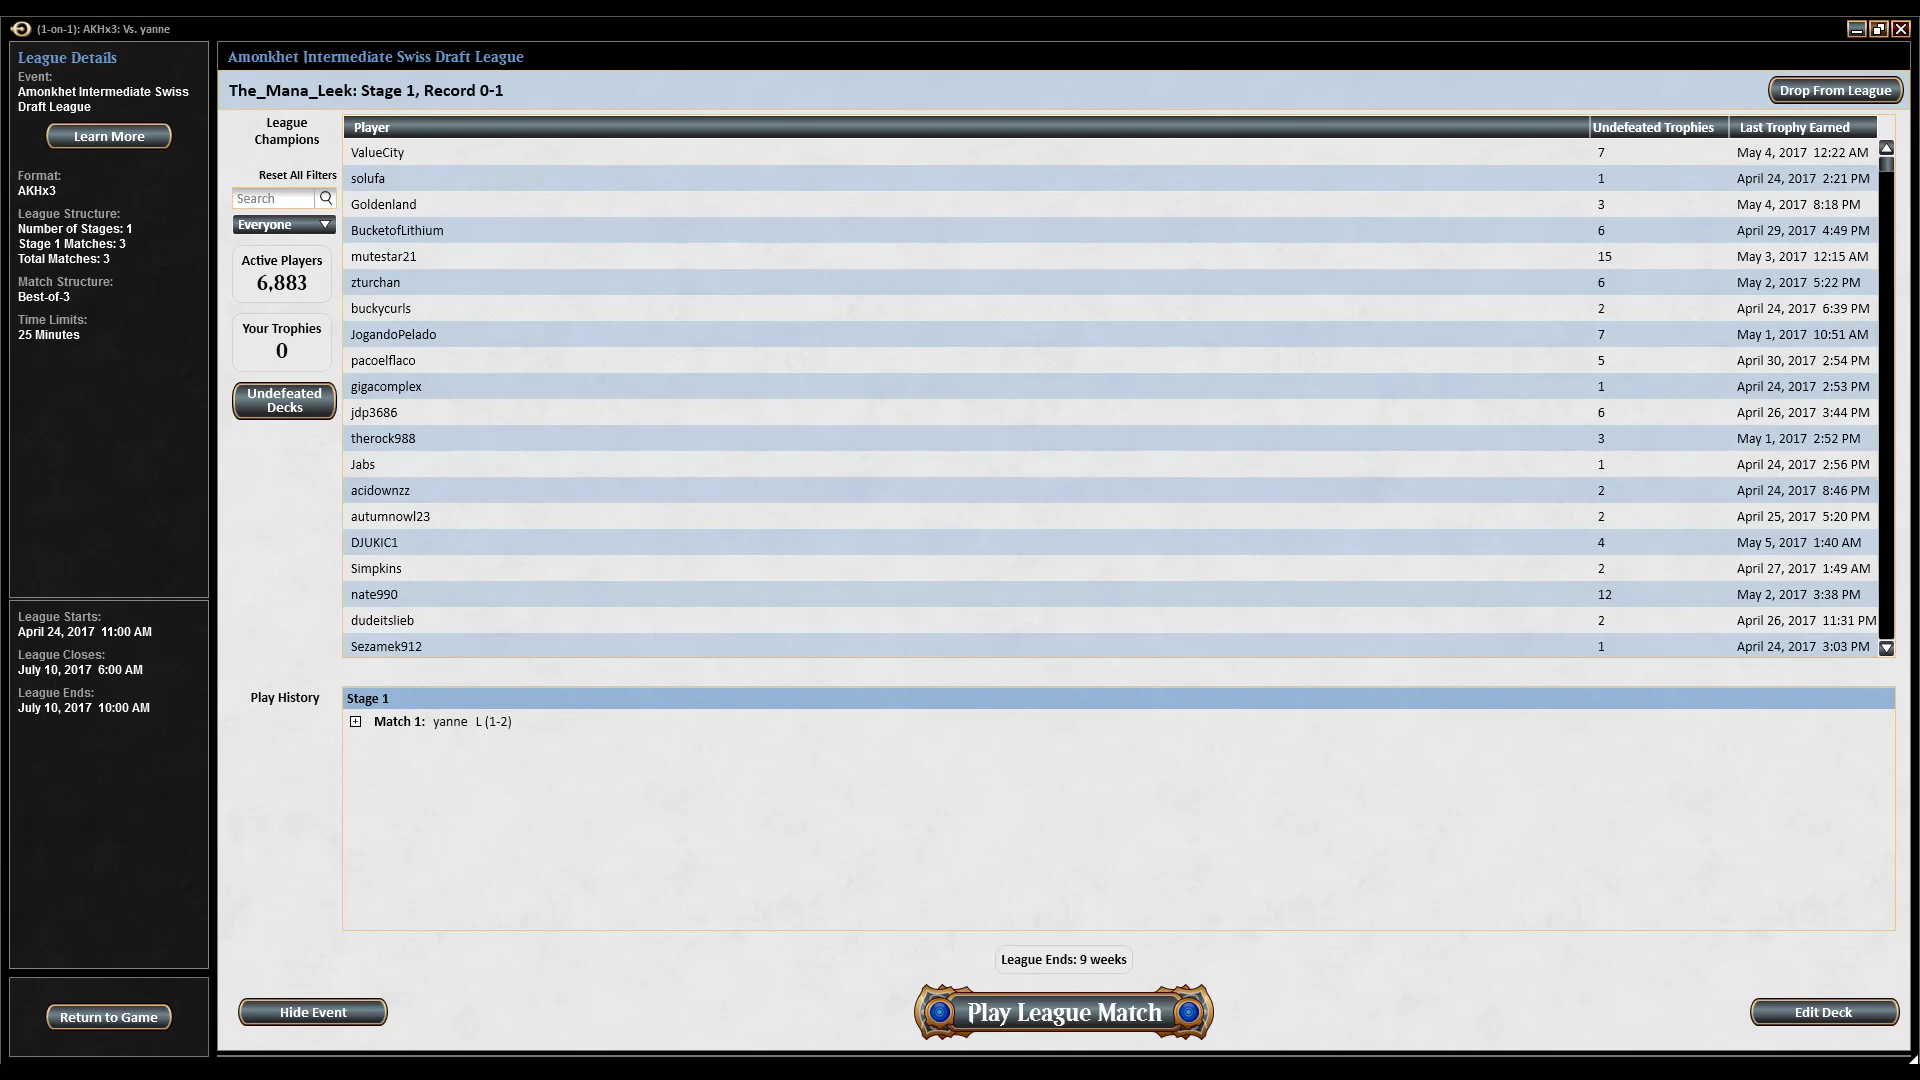 (1-on-1): AKHx3: Vs. yanne
League Details
Event:
Amonkhet Intermediate Swiss
Draft League
Learn More
Format:
AKHx3
League Structure:
Number of Stages: 1
Stage 1 Matches: 3
Total Matches: 3
Match Structure:
Best-of-3
Time Limits:
25 Minutes
League Starts:
April 24, 2017 11:00 AM
League Closes:
July 10, 2017 6:00 AM
League Ends:
July 10, 2017 10:00 AM
Return to Game
Amonkhet Intermediate Swiss Draft League
The_Mana_Leek: Stage 1, Record 0-1
Drop From League
League
Champions
Reset All Filters
Search
Everyone
Active Players
6,883
Your Trophies
0
Undefeated
Decks
Player Undefeated Trophies Last Trophy Earned
ValueCity 7 May 4, 2017 12:22 AM
solufa 1 April 24, 2017 2:21 PM
Goldenland 3 May 4, 2017 8:18 PM
BucketofLithium 6 April 29, 2017 4:49 PM
mutestar21 15 May 3, 2017 12:15 AM
zturchan 6 May 2, 2017 5:22 PM
buckycurls 2 April 24, 2017 6:39 PM
JogandoPelado 7 May 1, 2017 10:51 AM
pacoelflaco 5 April 30, 2017 2:54 PM
gigacomplex 1 April 24, 2017 2:53 PM
jdp3686 6 April 26, 2017 3:44 PM
therock988 3 May 1, 2017 2:52 PM
Jabs 1 April 24, 2017 2:56 PM
acidownzz 2 April 24, 2017 8:46 PM
autumnowl23 2 April 25, 2017 5:20 PM
DJUKIC1 4 May 5, 2017 1:40 AM
Simpkins 2 April 27, 2017 1:49 AM
nate990 12 May 2, 2017 3:38 PM
dudeitslieb 2 April 26, 2017 11:31 PM
Sezamek912 1 April 24, 2017 3:03 PM
Play History
Stage 1
Match 1: yanne L (1-2)
League Ends: 9 weeks
Hide Event
Play League Match
Edit Deck